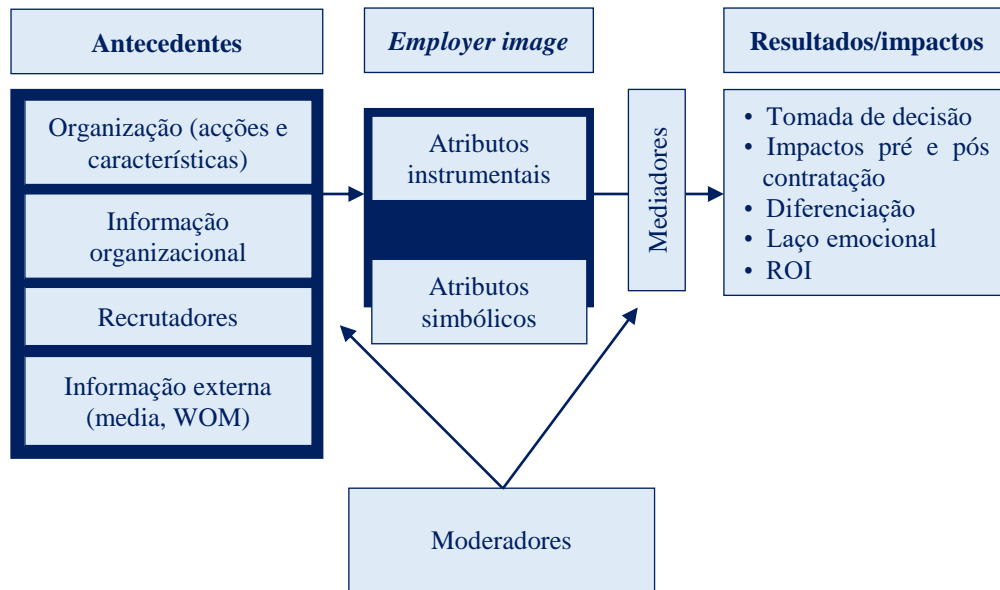 Antecedentes
Organização (acções e
características)
Informação
organizacional
Recrutadores
Informação externa
(media, WOM)
Employer image
Atributos
instrumentais
Atributos
simbólicos
Mediadores
Resultados/impactos
• Tomada de decisão
• Impactos pré e pós
contratação
• Diferenciação
• Laço emocional
• ROI
Moderadores